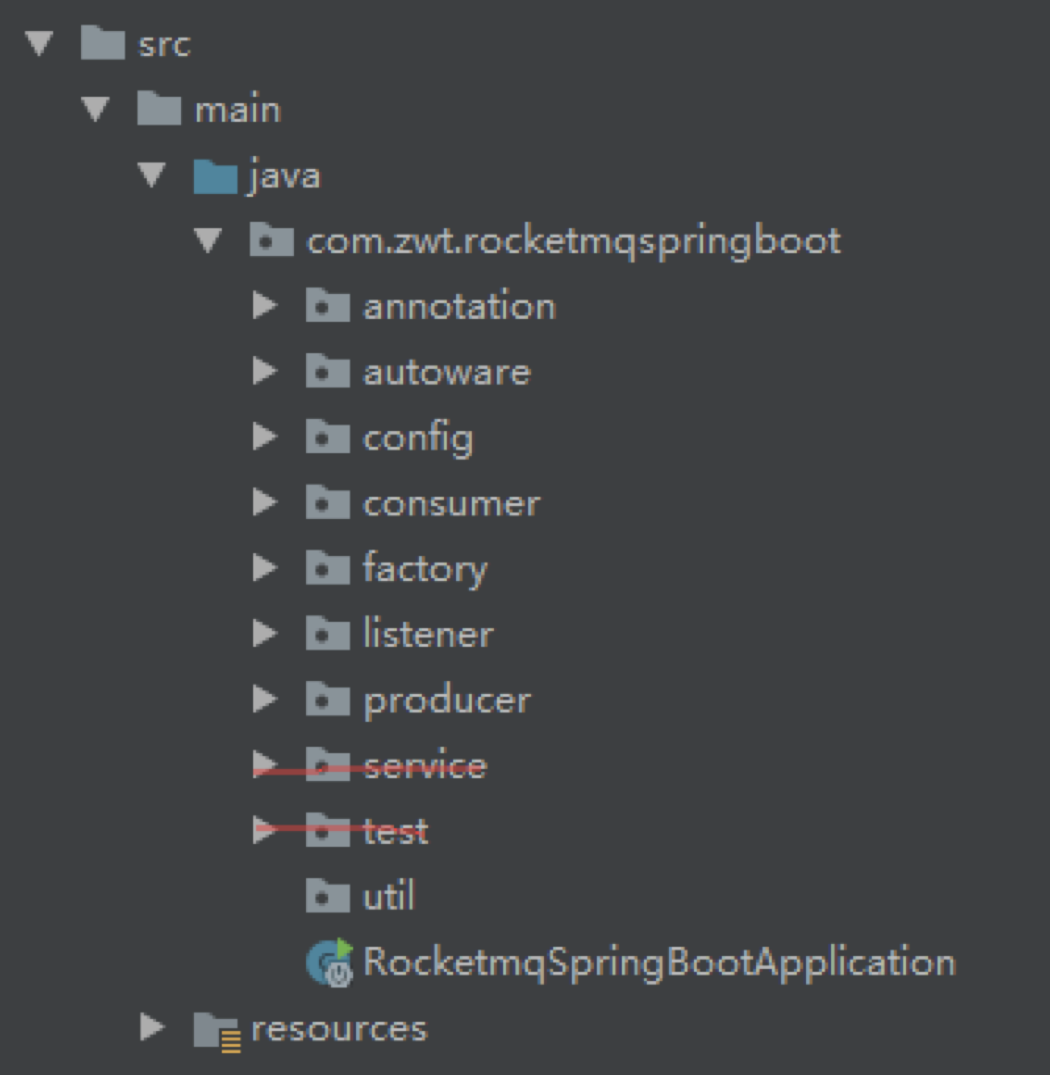 src
main
java
com.zwt.rocketmqspringboot
annotation
autoware
config
consumer
factory
listener
producer
service
test
util
RocketmqSpringBootApplication
resources